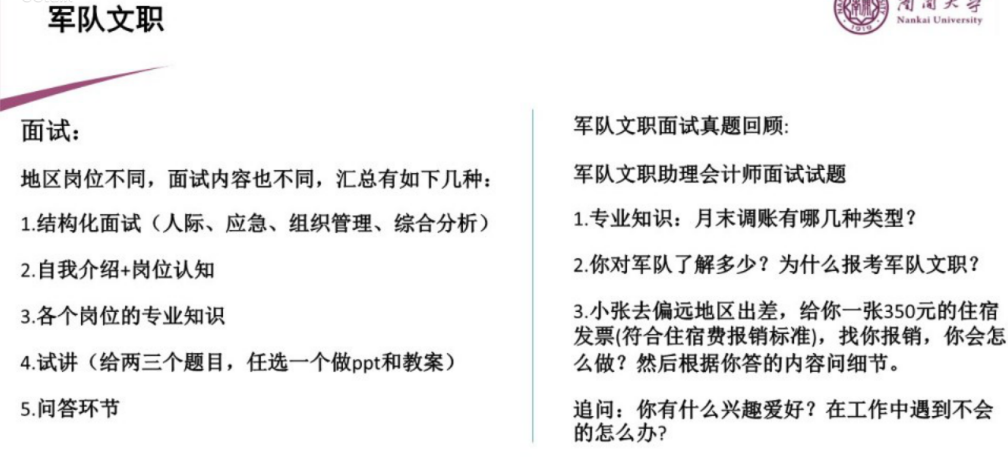 军队文职
南开大学
Nankai University
1919
面试：
地区岗位不同，面试内容也不同，汇总有如下几种：
1.结构化面试（人际、应急、组织管理、综合分析）
2.自我介绍+岗位认知
3.各个岗位的专业知识
4.试讲（给两三个题目，任选一个做ppt和教案）
5.问答环节
军队文职面试真题回顾:
军队文职助理会计师面试试题
1.专业知识：月末调账有哪几种类型？
2.你对军队了解多少？为什么报考军队文职？
3.小张去偏远地区出差，给你一张350元的住宿
发票(符合住宿费报销标准)，找你报销，你会怎
么做？然后根据你答的内容问细节。
追问：你有什么兴趣爱好？在工作中遇到不会
的怎么办?